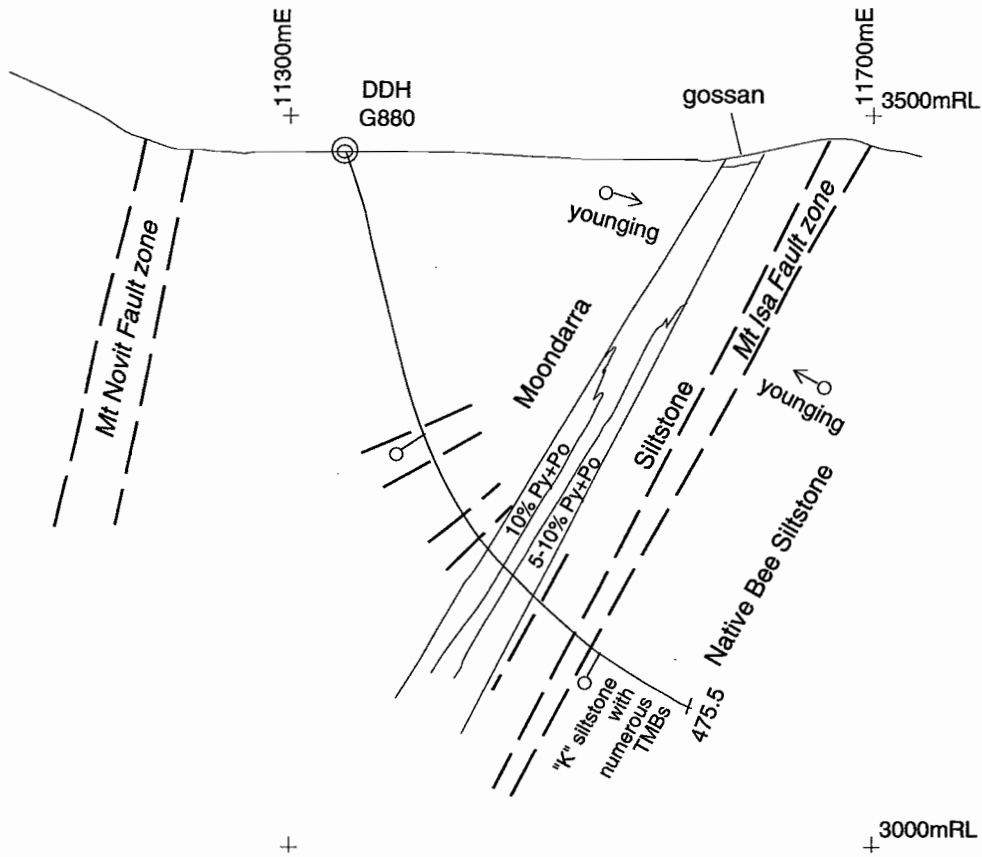 11300mE
11700mE
3500mRL
DDH
G880
gossan
younging
Mt Novit Fault zone
Moondarra
Siltstone
Mt Isa Fault zone
younging
10% Py+Po
5-10% Py+Po
Native Bee Siltstone
"K" siltstone
with
numerous
TMBs
475.5
3000mRL